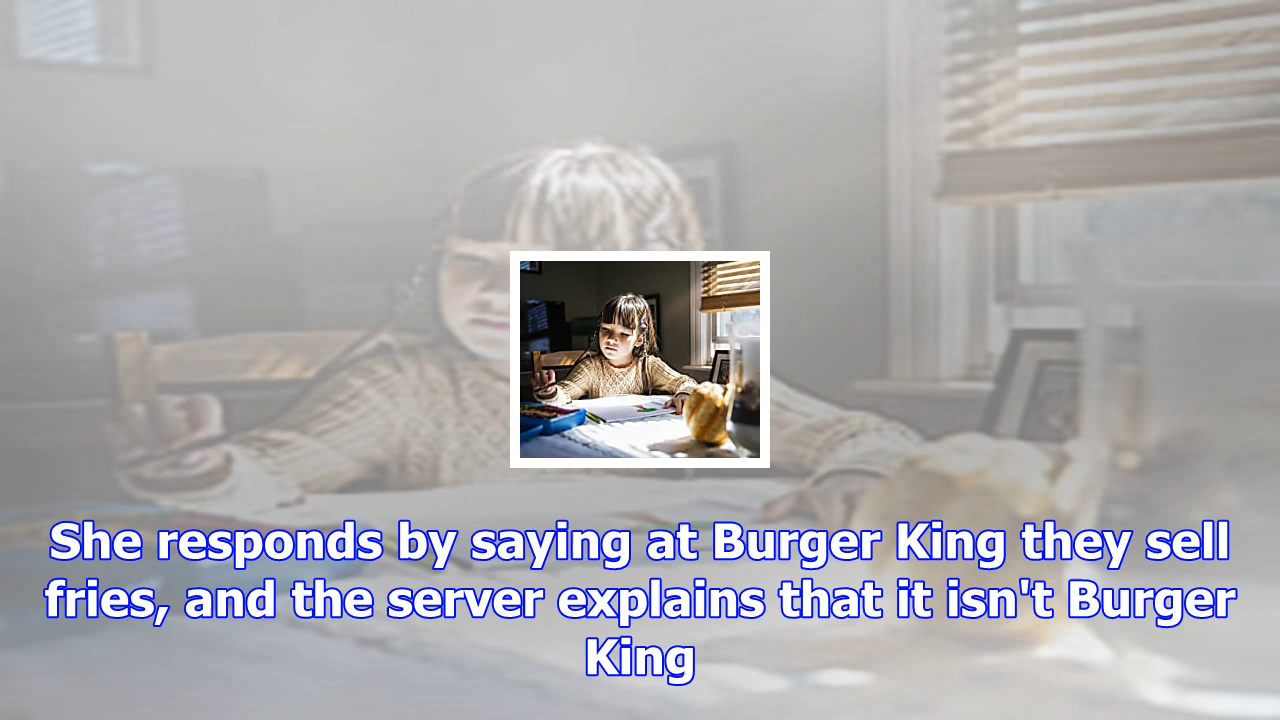 She responds by saying at Burger King they sell
fries, and the server explains that it isn't Burger
King